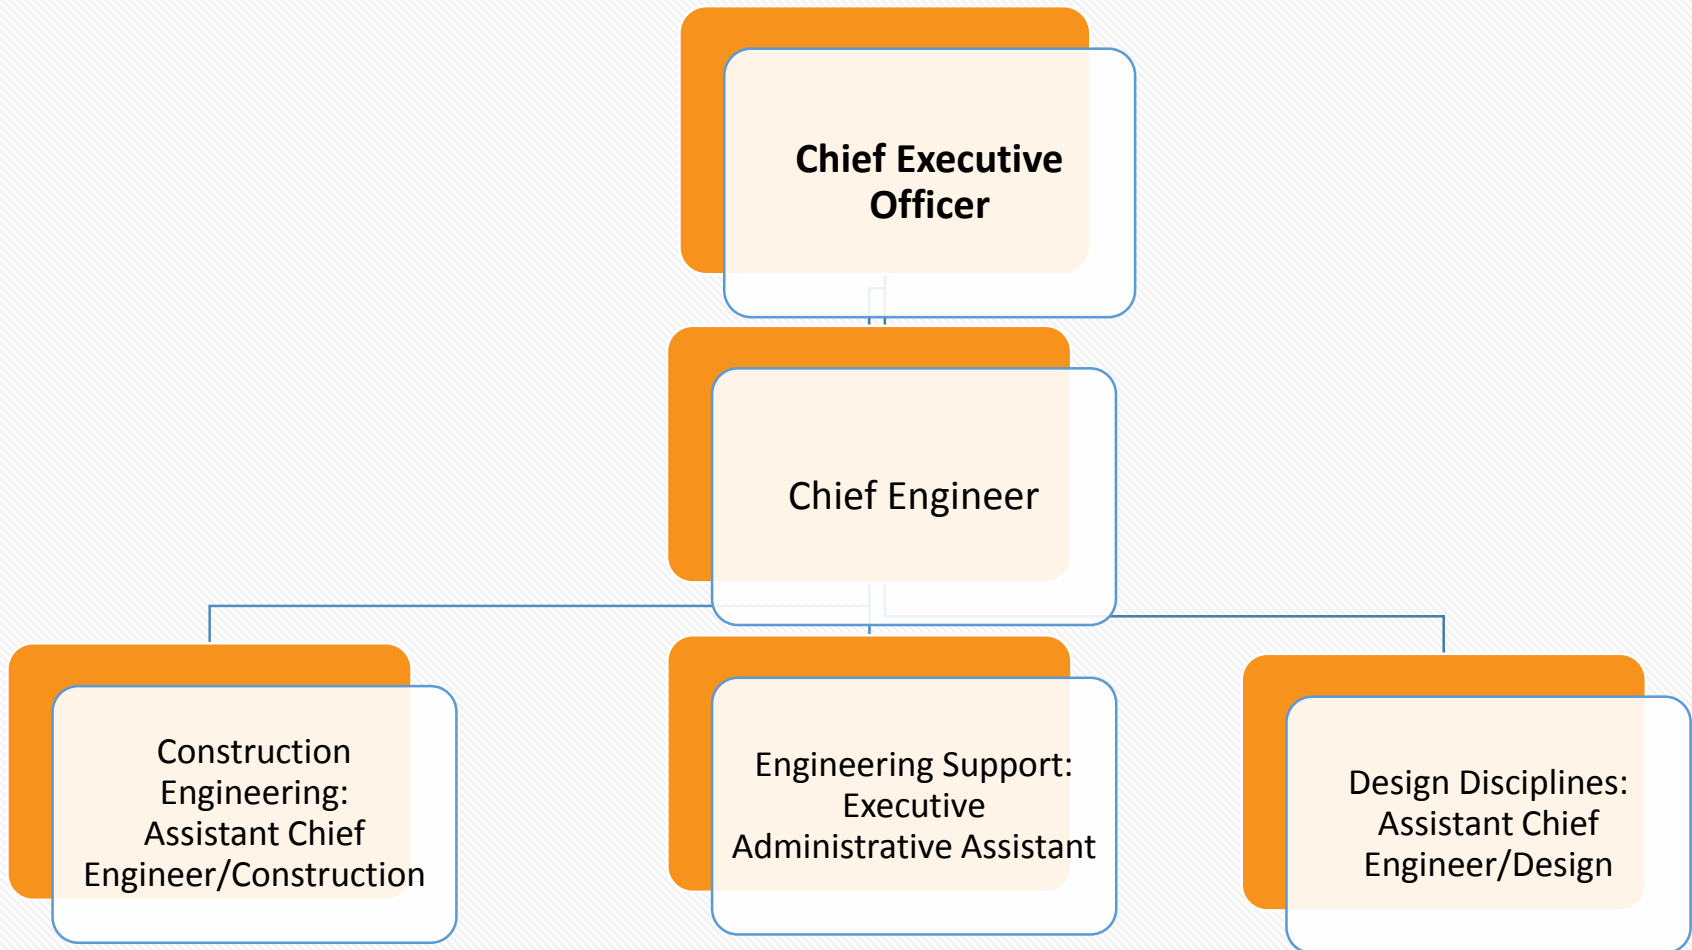 Chief Executive
Officer
Chief Engineer
Construction
Engineering:
Assistant Chief
Engineer/Construction
Engineering Support:
Executive
Administrative Assistant
Design Disciplines:
Assistant Chief
Engineer/Design